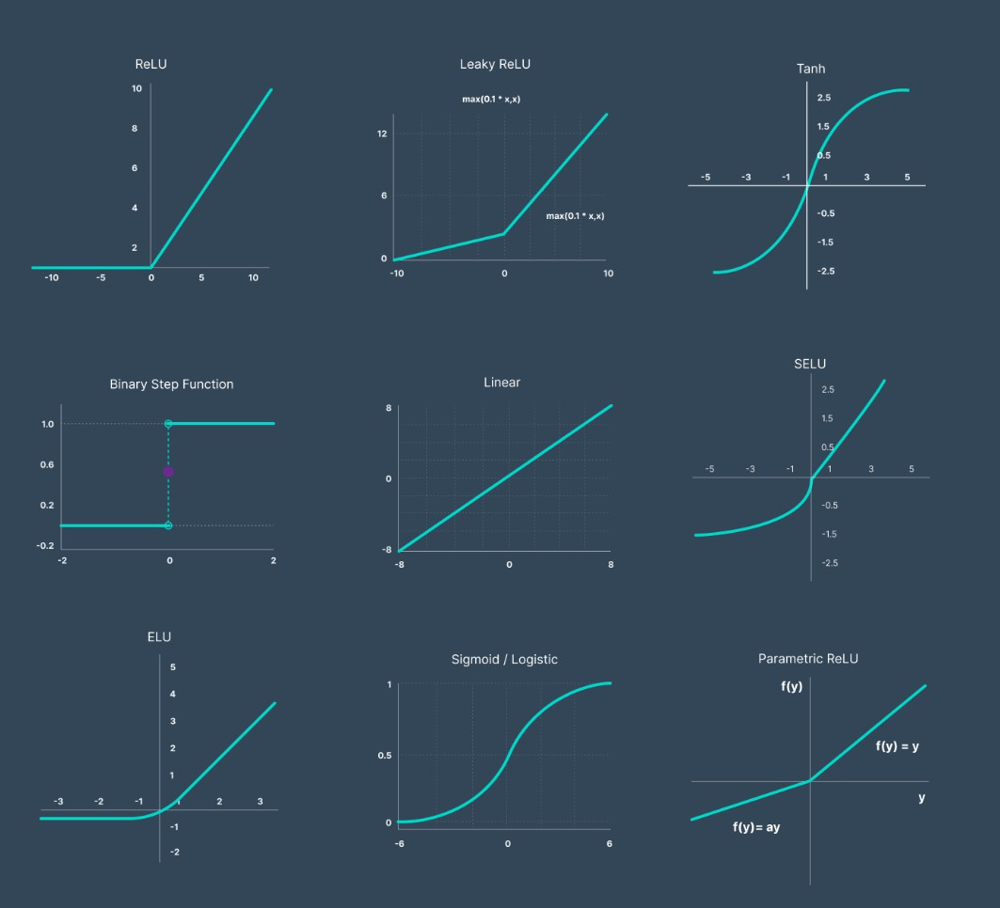 ReLU
10
8
6
4
2
-10 -5 0 5 10
Leaky ReLU
max(0.1 * x,x)
12
6
max(0.1 * x,x)
0
-10 0 10
Tanh
2.5
1.5
0.5
-5 -3 -1 1 3 5
-0.5
-1.5
-2.5
Binary Step Function
1.0
0.6
0.2
-0.2
-2 0 2
Linear
8
0
-8
-8 0 8
SELU
2.5
1.5
0.5
-5 -3 -1 1 3 5
-0.5
-1.5
-2.5
ELU
5
4
3
2
1
-3 -2 -1 1 2 3
-1
-2
Sigmoid / Logistic
1
0.5
0
-6 0 6
Parametric ReLU
f(y)
f(y) = y
y
f(y)= ay